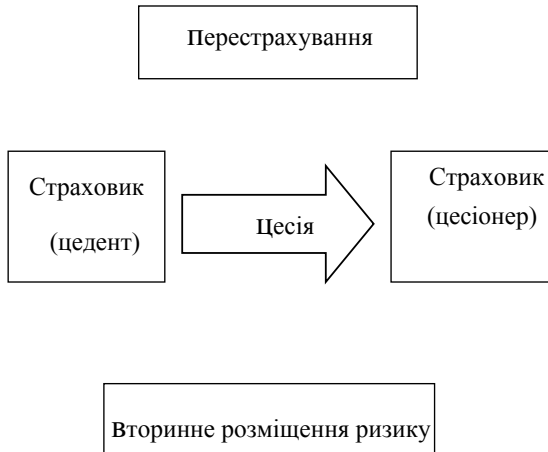 Перестрахування
Страховик
(цедент)
Цесія
Страховик
(цесіонер)
Вторинне розміщення ризику